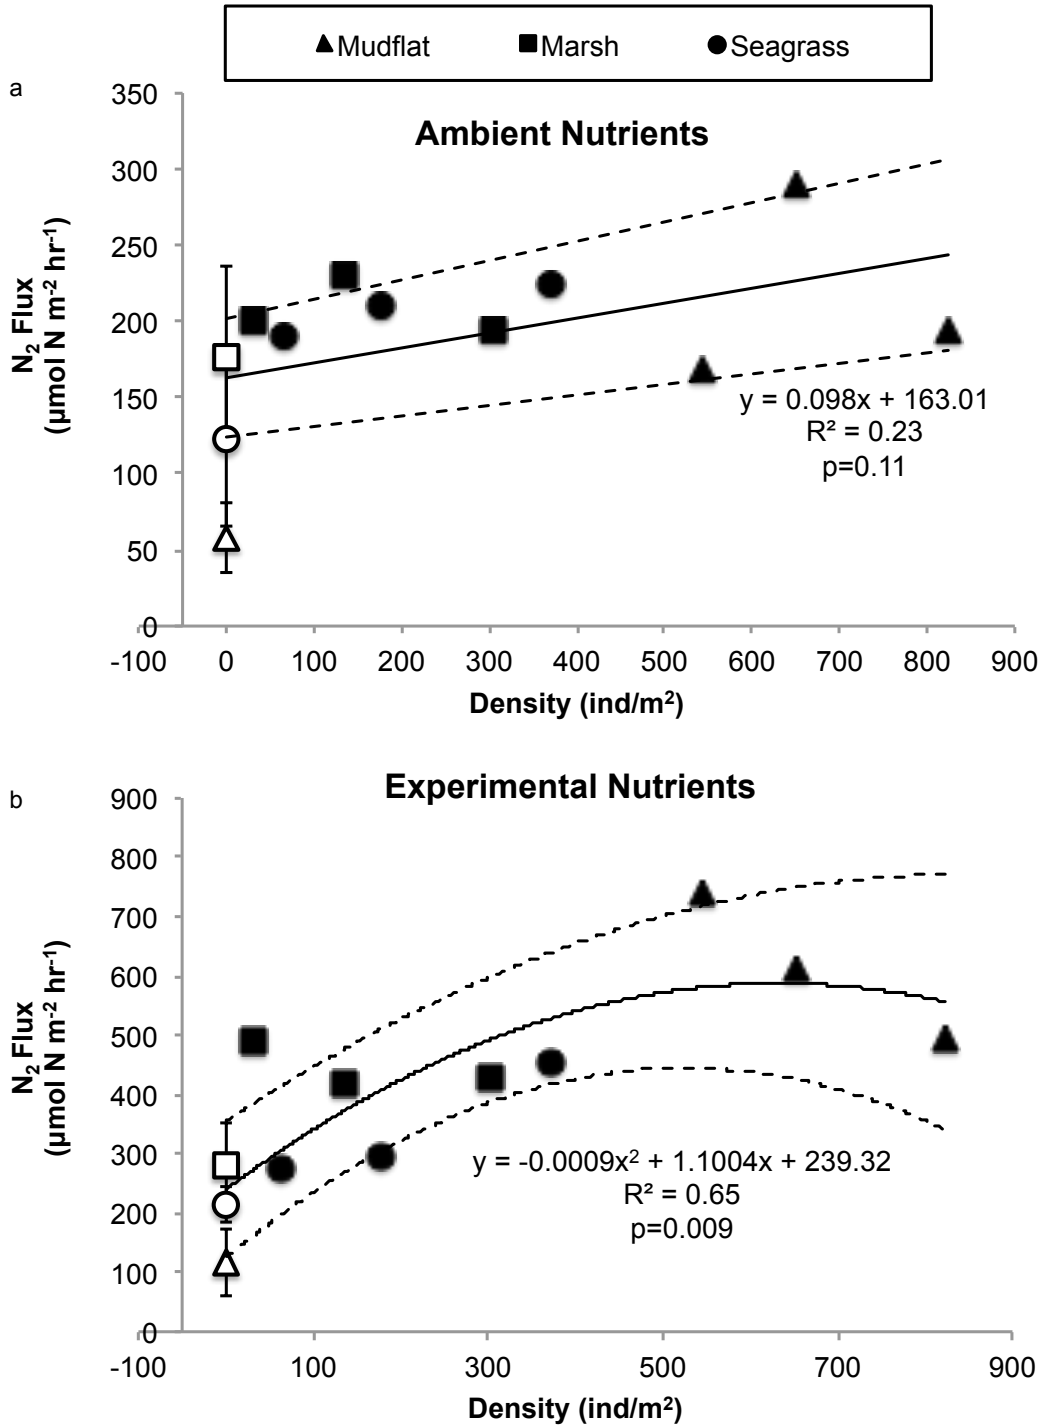 Mudflat Marsh Seagrass
a
Ambient Nutrients
N₂ Flux
(µmol N m⁻² hr⁻¹)
350
300
250
200
150
100
50
0
y = 0.098x + 163.01
R² = 0.23
p=0.11
-100 0 100 200 300 400 500 600 700 800 900
Density (ind/m²)
b
Experimental Nutrients
N₂ Flux
(µmol N m⁻² hr⁻¹)
900
800
700
600
500
400
300
200
100
0
y = -0.0009x² + 1.1004x + 239.32
R² = 0.65
p=0.009
-100 100 300 500 700 900
Density (ind/m²)